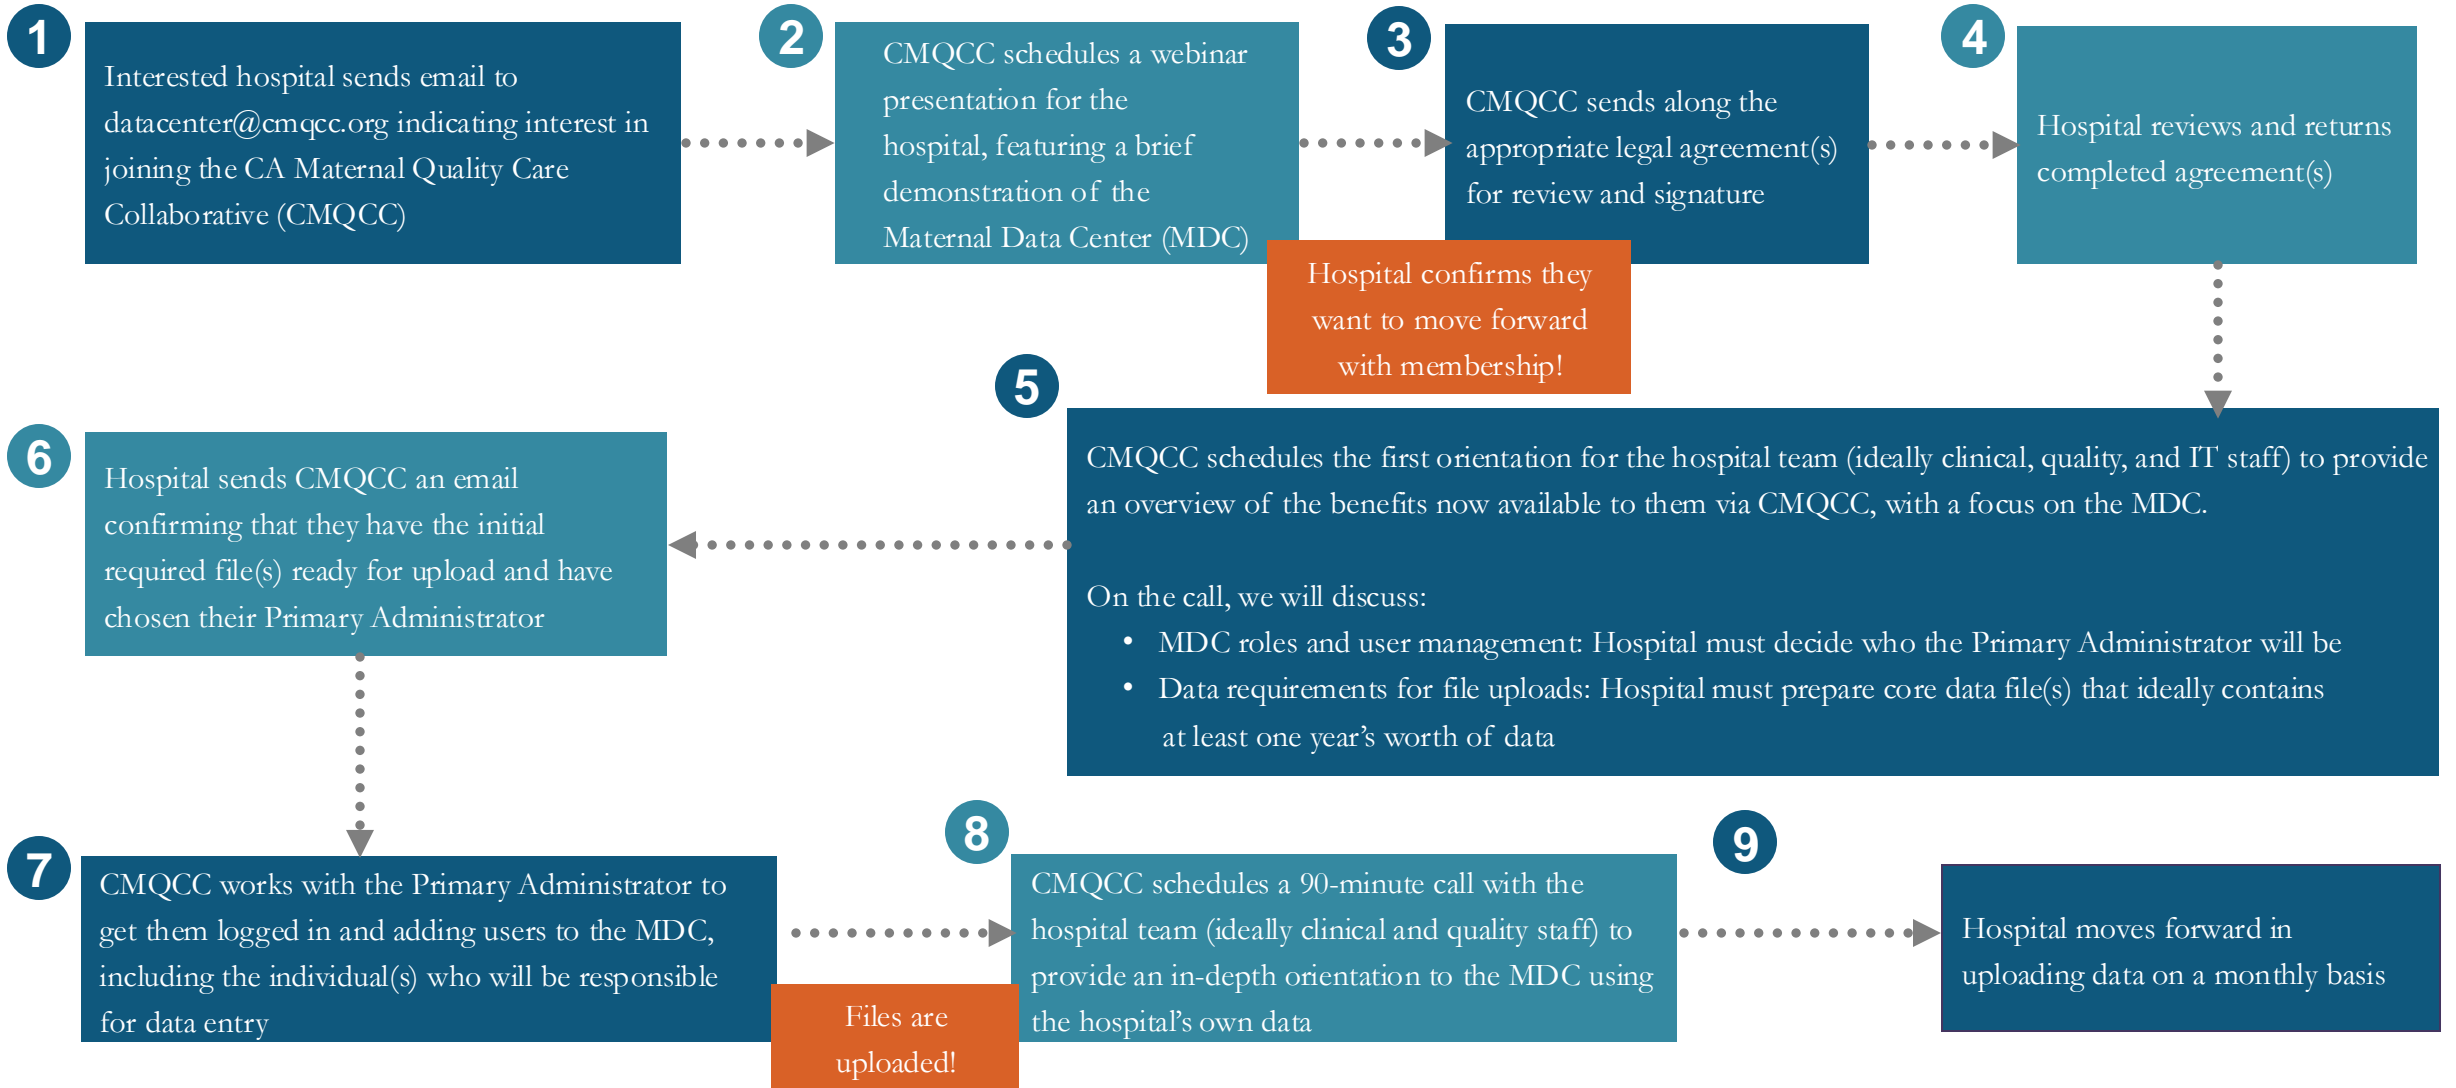 1
Interested hospital sends email to
datacenter@cmqcc.org indicating interest in
joining the CA Maternal Quality Care
Collaborative (CMQCC)
2
CMQCC schedules a webinar
presentation for the
hospital, featuring a brief
demonstration of the
Maternal Data Center (MDC)
3
CMQCC sends along the
appropriate legal agreement(s)
for review and signature
Hospital confirms they
want to move forward
with membership!
4
Hospital reviews and returns
completed agreement(s)
5
CMQCC schedules the first orientation for the hospital team (ideally clinical, quality, and IT staff) to provide
an overview of the benefits now available to them via CMQCC, with a focus on the MDC.
On the call, we will discuss:
• MDC roles and user management: Hospital must decide who the Primary Administrator will be
• Data requirements for file uploads: Hospital must prepare core data file(s) that ideally contains
at least one year’s worth of data
6
Hospital sends CMQCC an email
confirming that they have the initial
required file(s) ready for upload and have
chosen their Primary Administrator
7
CMQCC works with the Primary Administrator to
get them logged in and adding users to the MDC,
including the individual(s) who will be responsible
for data entry
Files are
uploaded!
8
CMQCC schedules a 90-minute call with the
hospital team (ideally clinical and quality staff) to
provide an in-depth orientation to the MDC using
the hospital’s own data
9
Hospital moves forward in
uploading data on a monthly basis